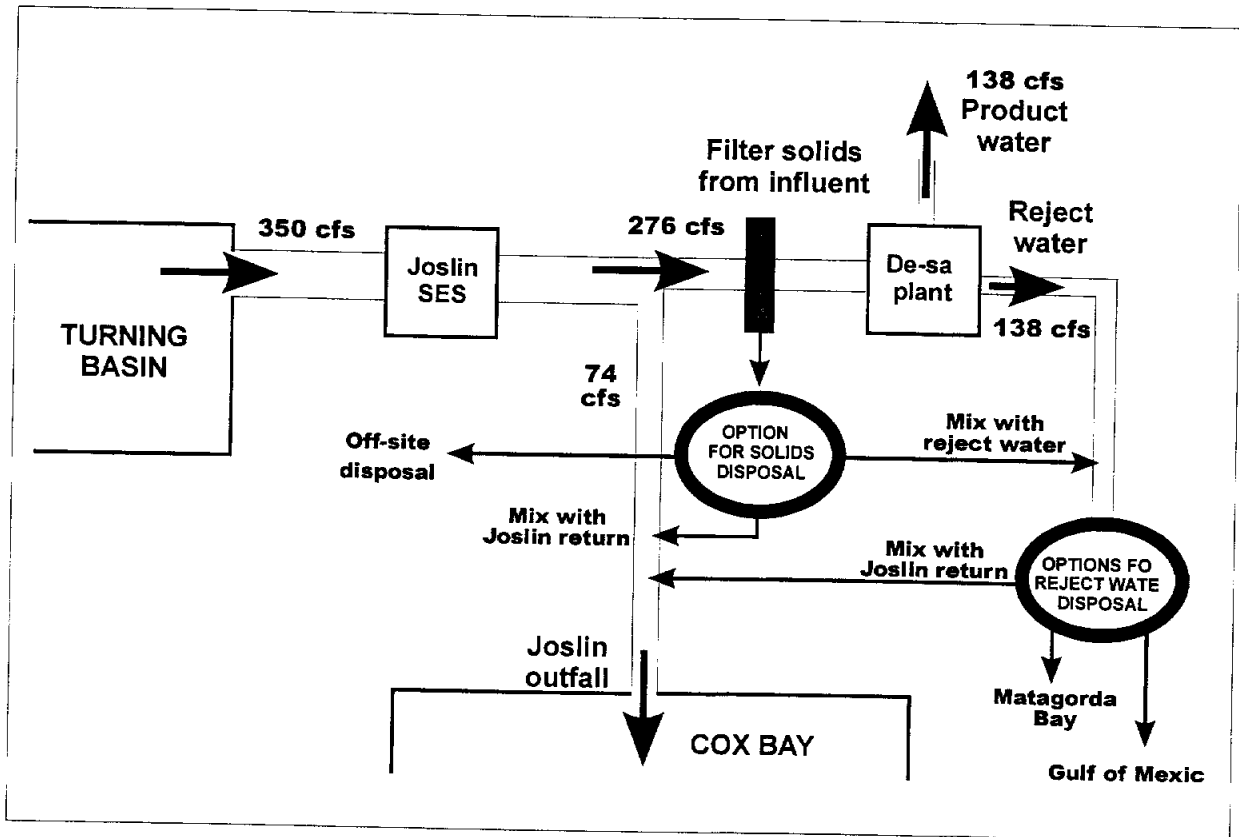 138 cfs
Product
water
Filter solids
from influent
350 cfs
276 cfs
Reject
water
Joslin
SES
De-sa
plant
138 cfs
TURNING
BASIN
74
cfs
OPTION
FOR SOLIDS
DISPOSAL
Off-site
disposal
Mix with
reject water
Mix with
Joslin return
Mix with
Joslin return
OPTIONS FO
REJECT WATE
DISPOSAL
Joslin
outfall
Matagorda
Bay
COX BAY
Gulf of Mexic